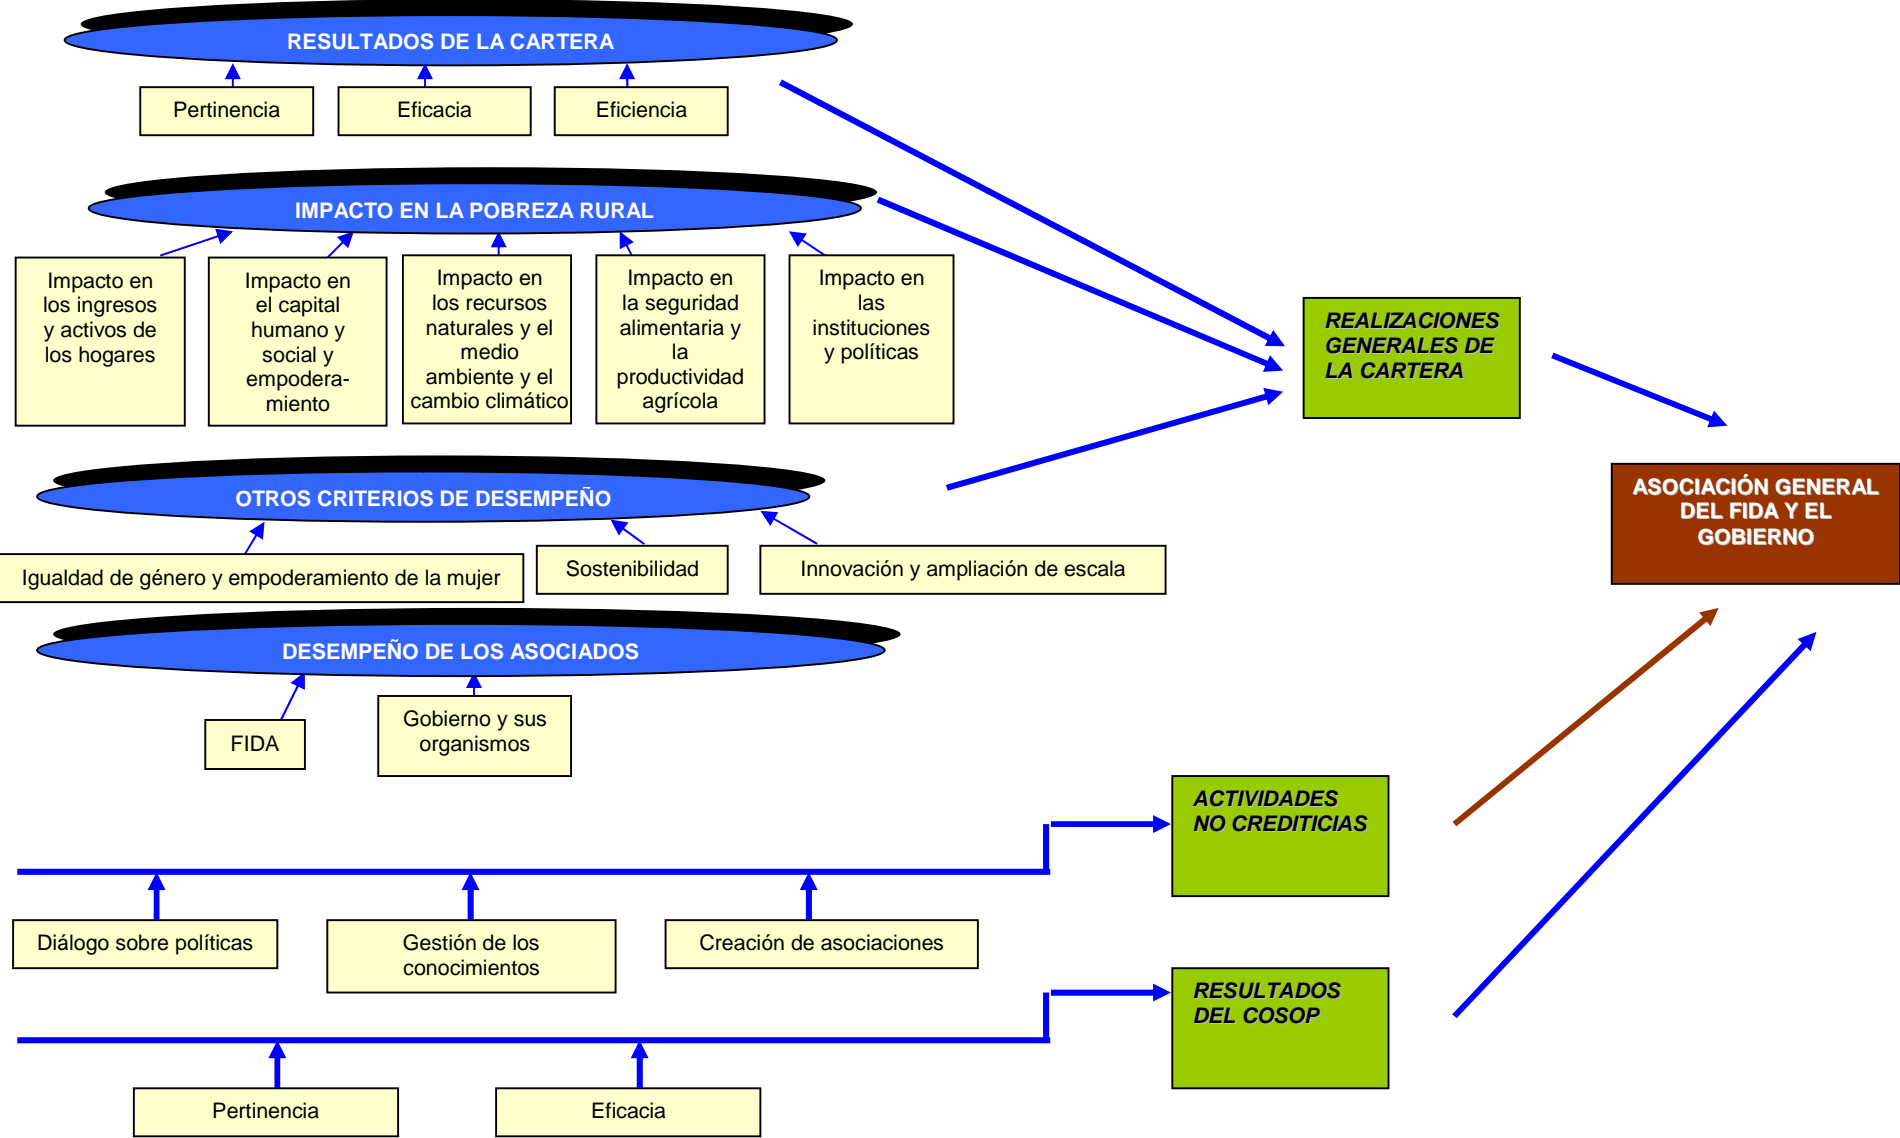 RESULTADOS DE LA CARTERA
Pertinencia
Eficacia
Eficiencia
IMPACTO EN LA POBREZA RURAL
Impacto en
los ingresos
y activos de
los hogares
Impacto en
el capital
humano y
social y
empodera-
miento
Impacto en
los recursos
naturales y el
medio
ambiente y el
cambio climático
Impacto en
la seguridad
alimentaria y
la
productividad
agrícola
Impacto en
las
instituciones
y políticas
REALIZACIONES
GENERALES DE
LA CARTERA
OTROS CRITERIOS DE DESEMPEÑO
Igualdad de género y empoderamiento de la mujer
Sostenibilidad
Innovación y ampliación de escala
ASOCIACIÓN GENERAL
DEL FIDA Y EL
GOBIERNO
DESEMPEÑO DE LOS ASOCIADOS
FIDA
Gobierno y sus
organismos
ACTIVIDADES
NO CREDITICIAS
Diálogo sobre políticas
Gestión de los
conocimientos
Creación de asociaciones
RESULTADOS
DEL COSOP
Pertinencia
Eficacia